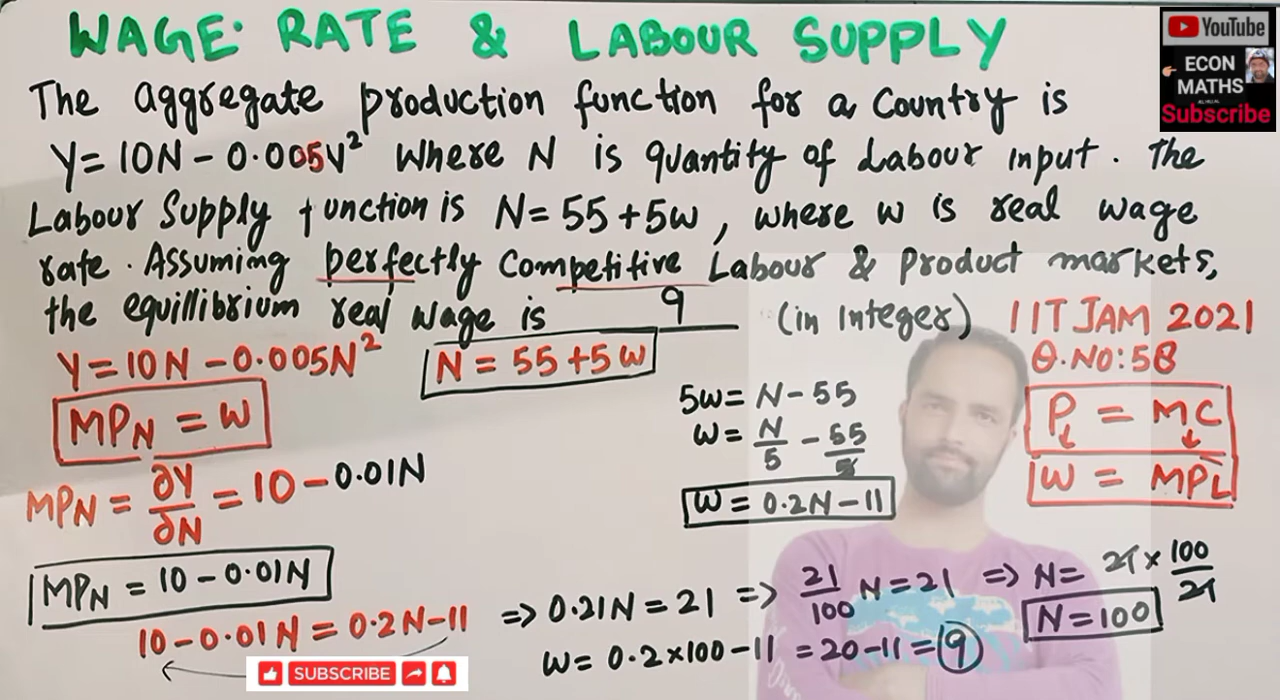 WAGE. RATE & LABOUR SUPPLY
YouTube
ECON
MATHS
Subscribe
The aggregate production function for a Country is
Y = 10N - 0.005N² Where N is quantity of Labour input. The
Labour Supply function is N = 55 + 5w, where w is real wage
rate. Assuming perfectly Competitive Labour & product markets,
the equillibrium real wage is 9 (in Integer) IIT JAM 2021
Q.NO:58
Y = 10N - 0.005N²
N = 55 + 5w
MPN = W
MPN = ∂Y/∂N = 10 - 0.01N
MPN = 10 - 0.01N
10 - 0.01N = 0.2N - 11
5w = N - 55
w = N/5 - 55/5
w = 0.2N - 11
P = MC
W = MPL
=> 0.21N = 21 => 21/100 N = 21 => N = 21 × 100/21
N = 100
w = 0.2×100 - 11 = 20 - 11 = 9
SUBSCRIBE